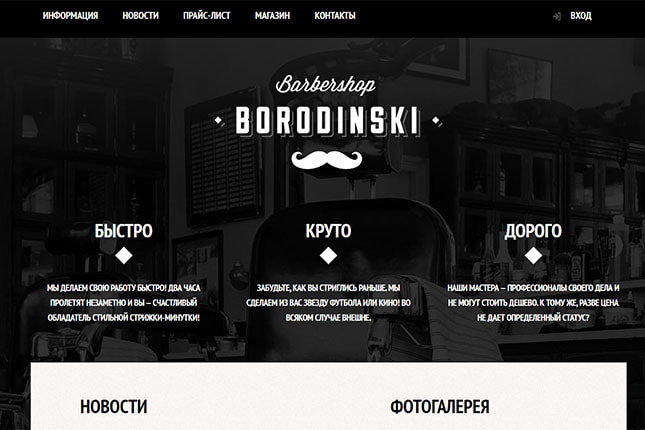 ИНФОРМАЦИЯ НОВОСТИ ПРАЙС-ЛИСТ МАГАЗИН КОНТАКТЫ ВХОД
Barbershop
BORODINSKI
БЫСТРО
МЫ ДЕЛАЕМ СВОЮ РАБОТУ БЫСТРО! ДВА ЧАСА
ПРОЛЕТЯТ НЕЗАМЕТНО И ВЫ – СЧАСТЛИВЫЙ
ОБЛАДАТЕЛЬ СТИЛЬНОЙ СТРИЖКИ-МИНУТКИ!
КРУТО
ЗАБУДЬТЕ, КАК ВЫ СТРИГЛИСЬ РАНЬШЕ. МЫ
СДЕЛАЕМ ИЗ ВАС ЗВЕЗДУ ФУТБОЛА ИЛИ КИНО! ВО
ВСЯКОМ СЛУЧАЕ ВНЕШНЕ.
ДОРОГО
НАШИ МАСТЕРА – ПРОФЕССИОНАЛЫ СВОЕГО ДЕЛА И
НЕ МОГУТ СТОИТЬ ДЕШЕВО. К ТОМУ ЖЕ, РАЗВЕ ЦЕНА
НЕ ДАЕТ ОПРЕДЕЛЕННЫЙ СТАТУС?
НОВОСТИ
ФОТОГАЛЕРЕЯ